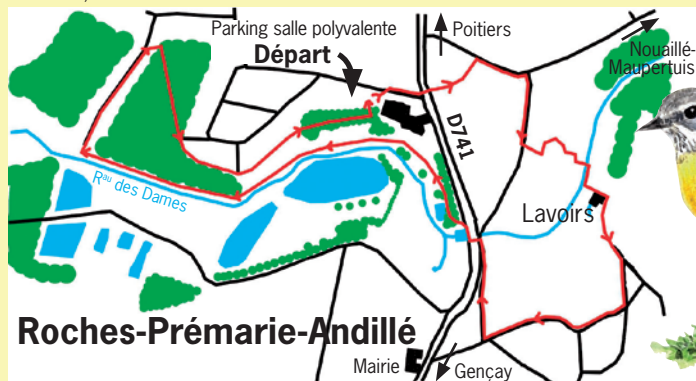 Parking salle polyvalente
Départ
Poitiers
Nouaillé-
Maupertuis
D741
Rau des Dames
Lavoirs
Roches-Prémarie-Andillé
Mairie
Gençay